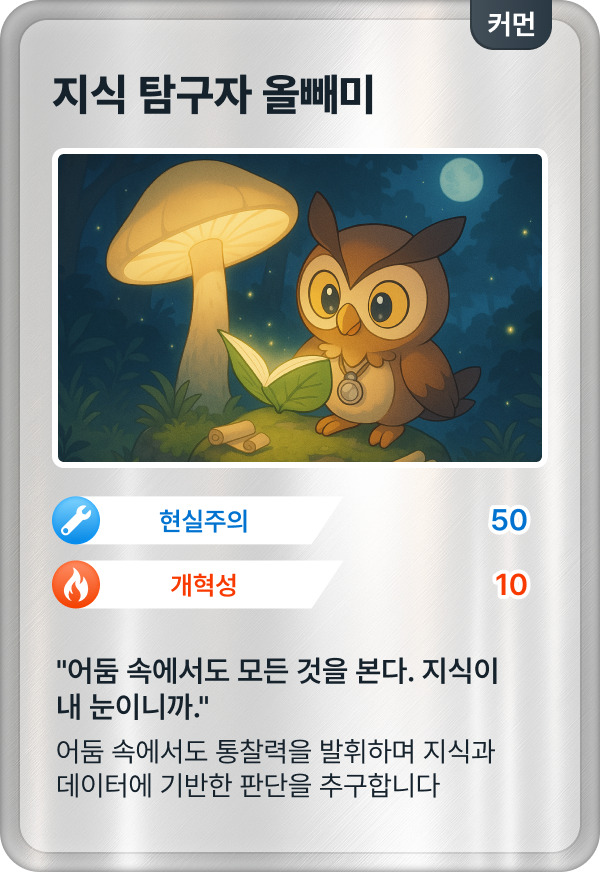 커먼
지식 탐구자 올빼미
현실주의 50
개혁성 10
"어둠 속에서도 모든 것을 본다. 지식이
내 눈이니까."
어둠 속에서도 통찰력을 발휘하며 지식과
데이터에 기반한 판단을 추구합니다